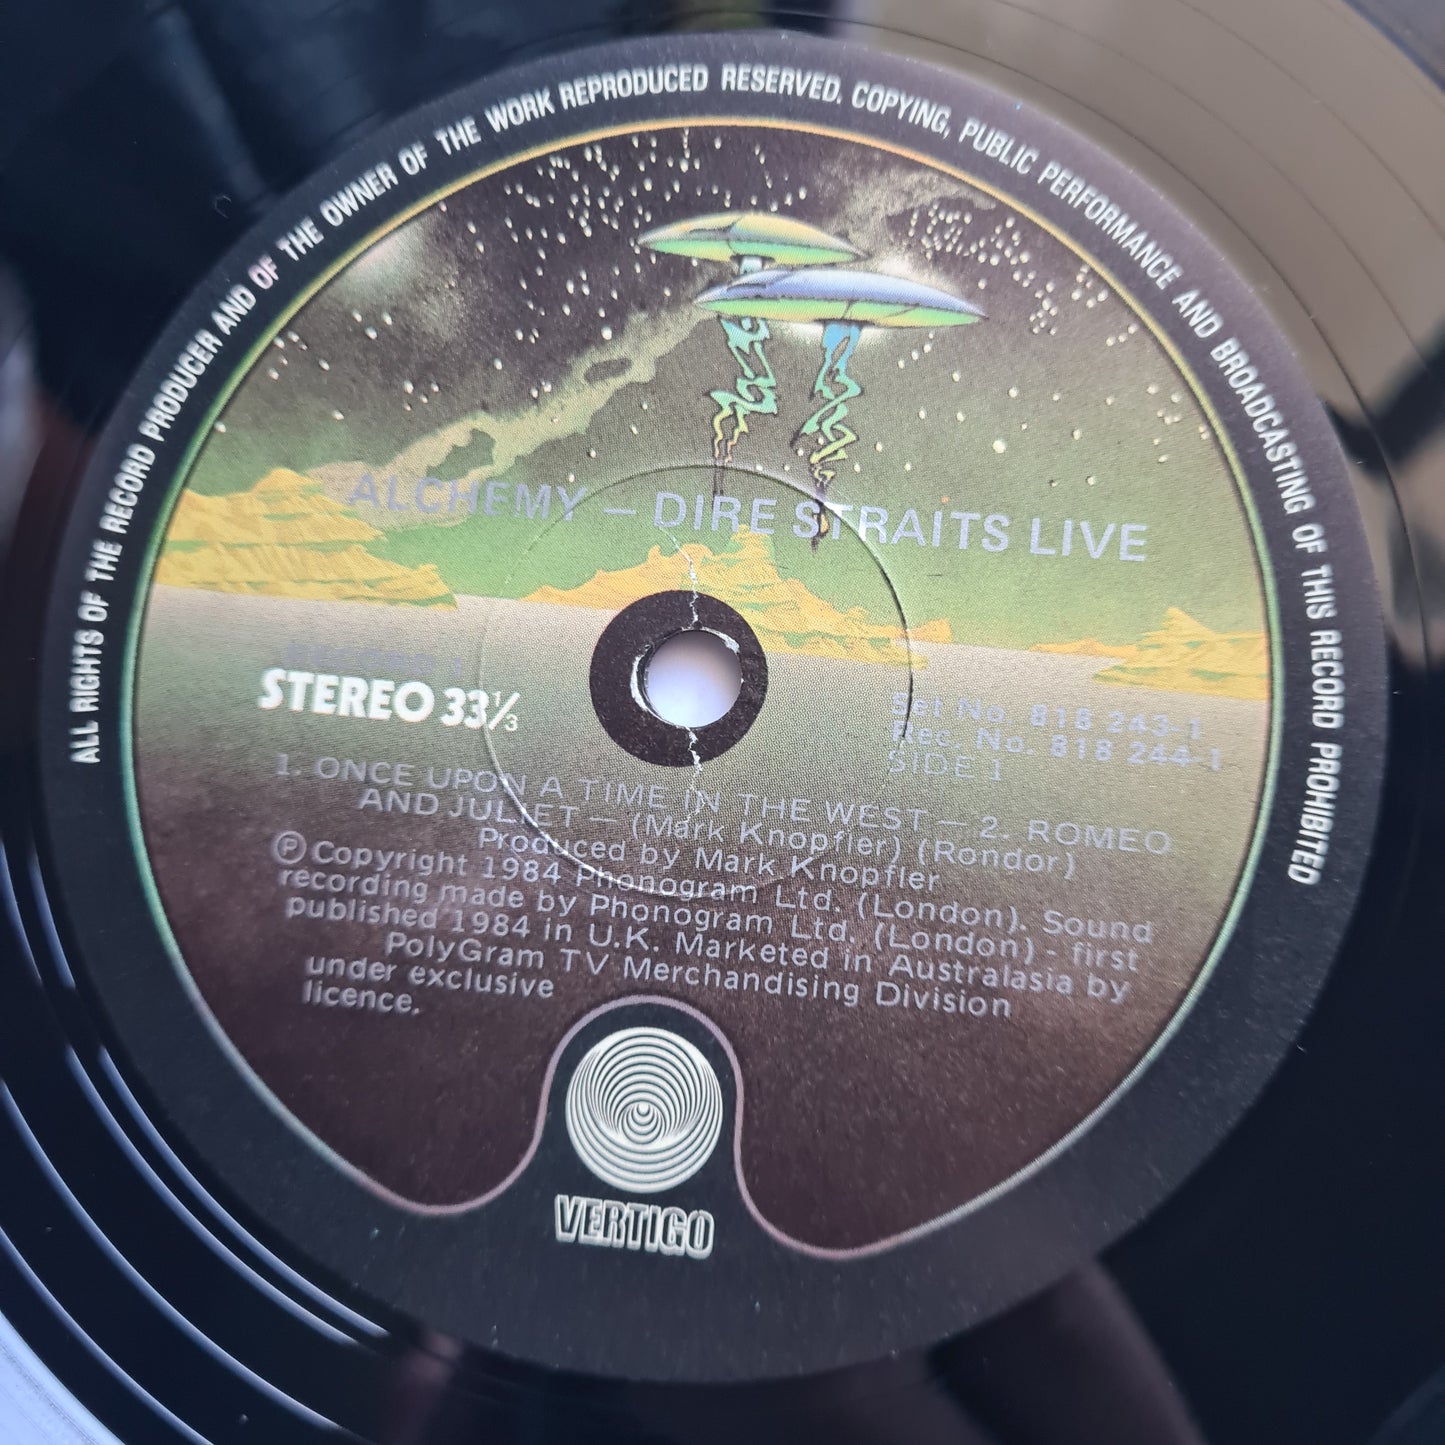 ALL RIGHTS OF THE RECORD PRODUCER AND OF THE OWNER OF THE WORK REPRODUCED RESERVED. COPYING, PUBLIC PERFORMANCE AND BROADCASTING OF THIS RECORD PROHIBITED
ALCHEMY – DIRE STRAITS LIVE
STEREO 33⅓
Set No. 818 243-1
Rec. No. 818 244-1
SIDE 1
1. ONCE UPON A TIME IN THE WEST — 2. ROMEO
AND JULIET — (Mark Knopfler) (Rondor)
Produced by Mark Knopfler
Ⓟ Copyright 1984 Phonogram Ltd. (London). Sound
recording made by Phonogram Ltd. (London) - first
published 1984 in U.K. Marketed in Australasia by
PolyGram TV Merchandising Division
under exclusive
licence.
VERTIGO